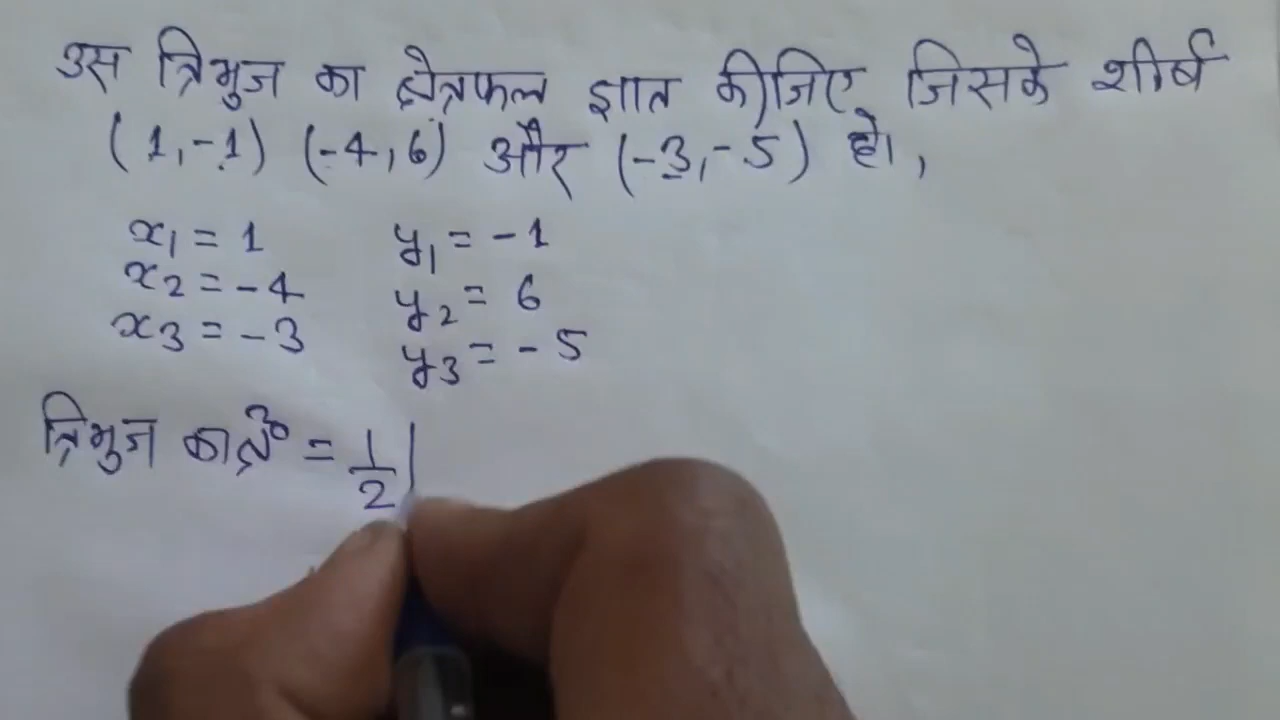 उस त्रिभुज का क्षेत्रफल ज्ञात कीजिए जिसके शीर्ष
(1,-1) (-4,6) और (-3,-5) हो,
x₁ = 1 y₁ = -1
x₂ = -4 y₂ = 6
x₃ = -3 y₃ = -5
त्रिभुज का क्षे० = 1/2 |